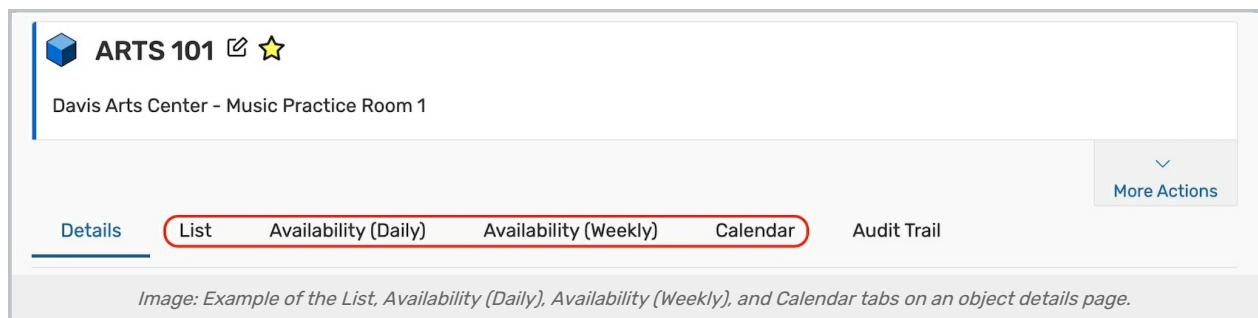 ARTS 101
Davis Arts Center - Music Practice Room 1
More Actions
Details List Availability (Daily) Availability (Weekly) Calendar Audit Trail
Image: Example of the List, Availability (Daily), Availability (Weekly), and Calendar tabs on an object details page.